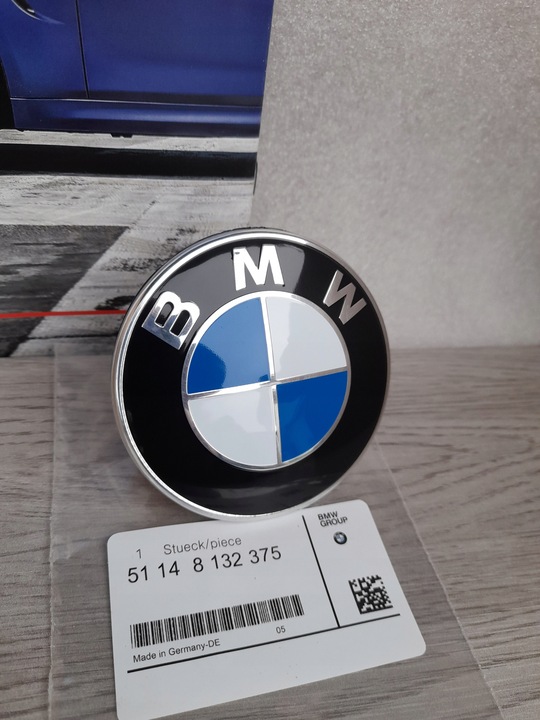 BMW
1 Stueck/piece
51 14 8 132 375
Made in Germany-DE 05
BMW
GROUP